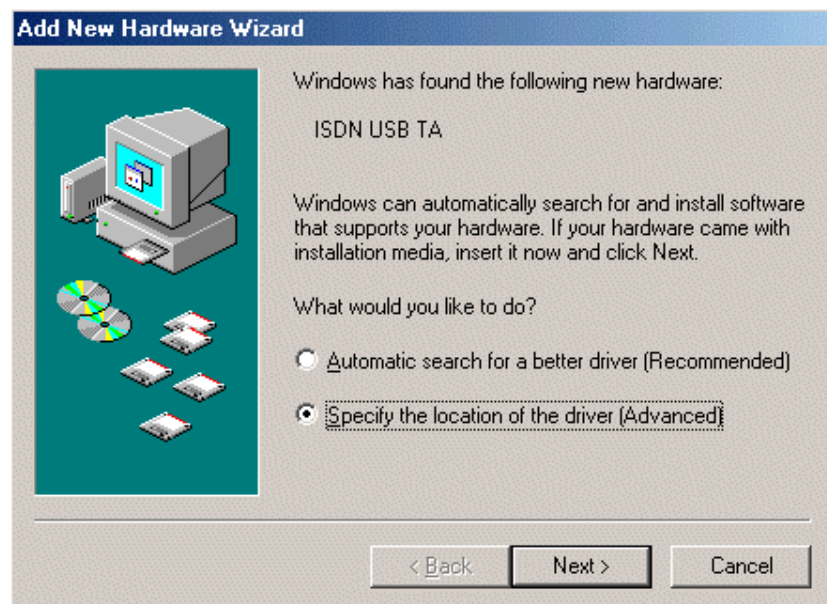 Add New Hardware Wizard
Windows has found the following new hardware:
ISDN USB TA
Windows can automatically search for and install software
that supports your hardware. If your hardware came with
installation media, insert it now and click Next.
What would you like to do?
Automatic search for a better driver (Recommended)
Specify the location of the driver (Advanced)
< Back Next > Cancel